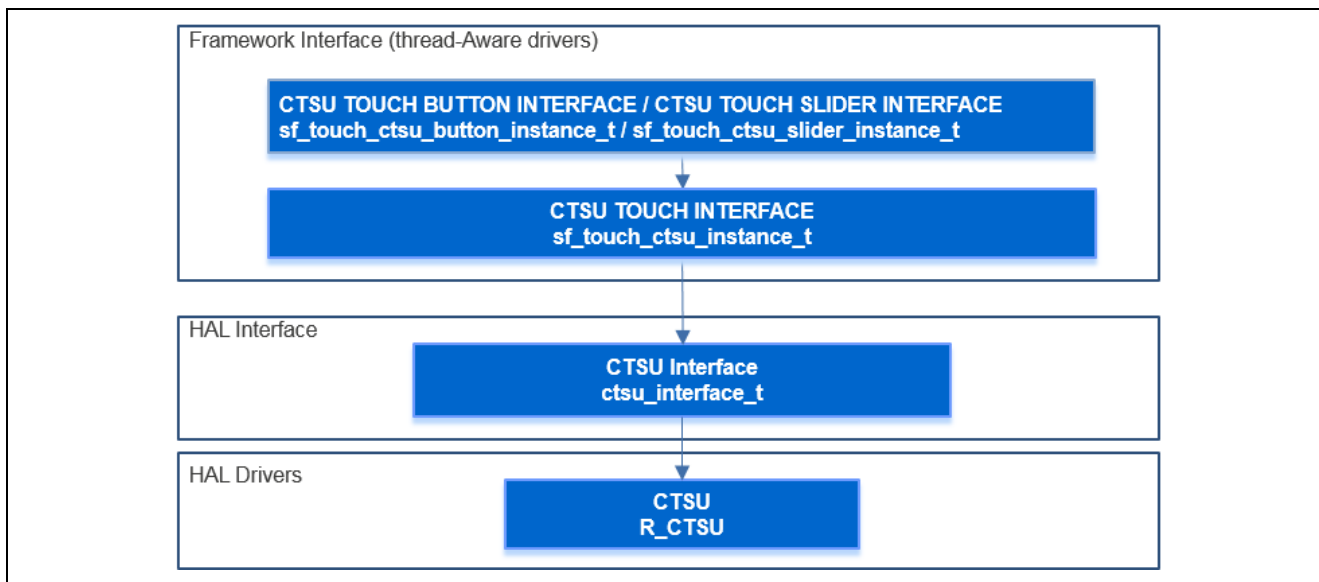 Framework Interface (thread-Aware drivers)
CTSU TOUCH BUTTON INTERFACE / CTSU TOUCH SLIDER INTERFACE
sf_touch_ctsu_button_instance_t / sf_touch_ctsu_slider_instance_t
CTSU TOUCH INTERFACE
sf_touch_ctsu_instance_t
HAL Interface
CTSU Interface
ctsu_interface_t
HAL Drivers
CTSU
R_CTSU